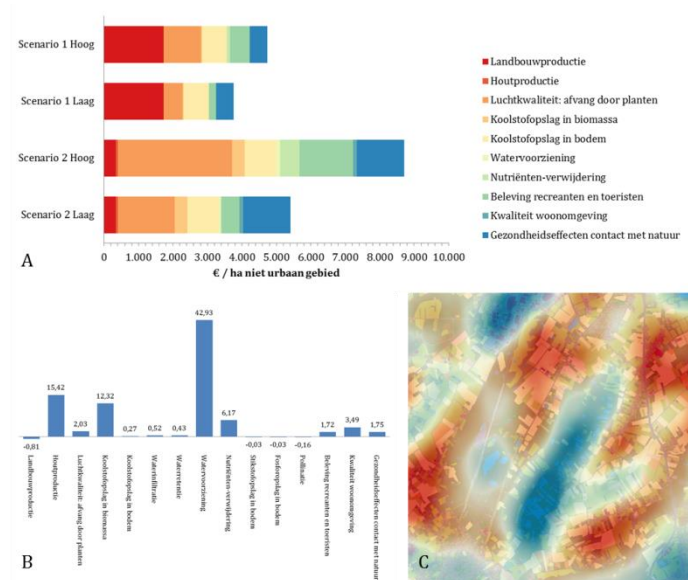 Scenario 1 Hoog
Scenario 1 Laag
Scenario 2 Hoog
Scenario 2 Laag
0
1.000
2.000
3.000
4.000
5.000
6.000
7.000
8.000
9.000
10.000
€ / ha niet urbaan gebied
Landbouwproductie
Houtproductie
Luchtkwaliteit: afvang door planten
Koolstofopslag in biomassa
Koolstofopslag in bodem
Watervoorziening
Nutriënten-verwijdering
Beleving recreanten en toeristen
Kwaliteit woonomgeving
Gezondheidseffecten contact met natuur
A
-0,81
15,42
2,03
12,32
0,27
0,52
0,43
42,93
6,17
-0,03
-0,03
-0,16
1,72
3,49
1,75
Landbouwproductie
Houtproductie
Luchtkwaliteit: afvang door
planten
Koolstofopslag in biomassa
Koolstofopslag in bodem
Waterinfiltratie
Waterretentie
Watervoorziening
Nutriënten-verwijdering
Stikstofopslag in bodem
Fosforopslag in bodem
Pollinatie
Beleving recreanten en
toeristen
Kwaliteit woonomgeving
Gezondheidseffecten
contact met natuur
B
C